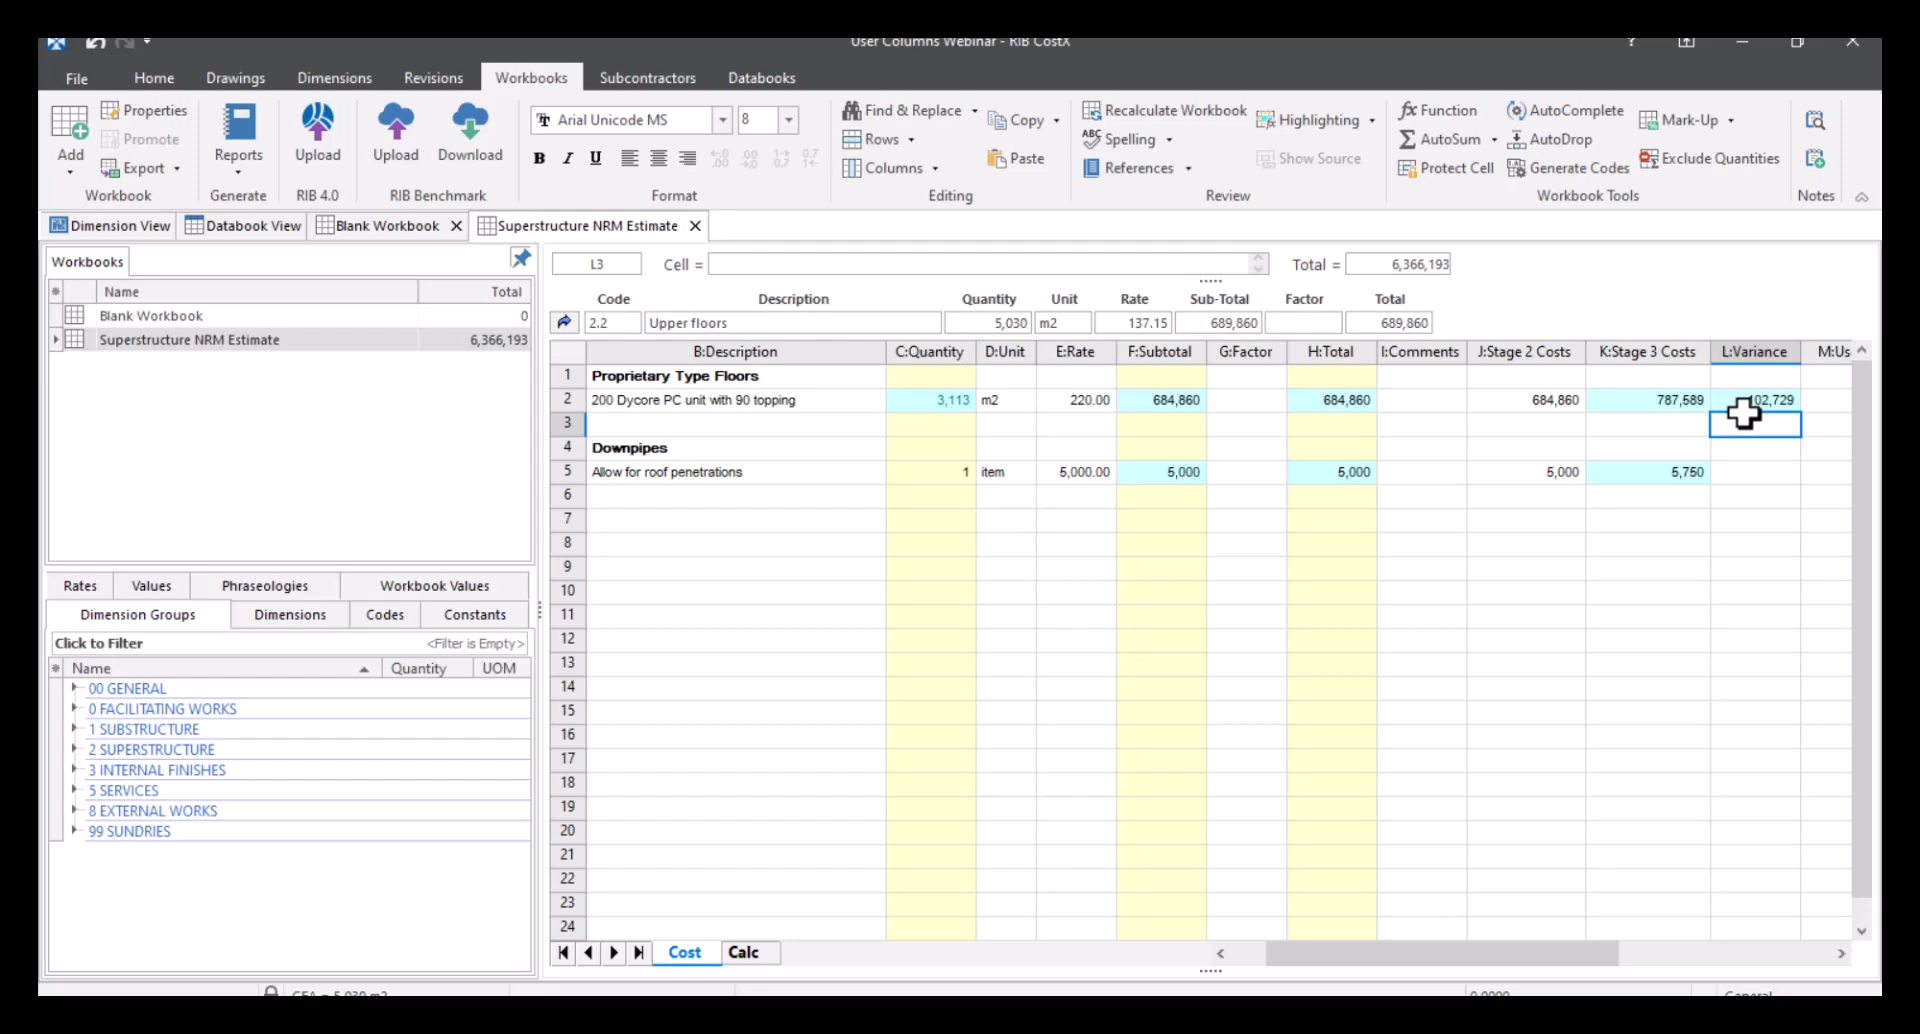 User Columns Webinar - RIB CostX
File Home Drawings Dimensions Revisions Workbooks Subcontractors Databooks
Add Properties Promote Export Workbook
Reports Generate
Upload RIB 4.0
Upload Download RIB Benchmark
Arial Unicode MS 8 B I U Format
Find & Replace Rows Columns Copy Paste Editing
Recalculate Workbook Spelling References Highlighting Show Source Review
Function AutoSum Protect Cell AutoComplete AutoDrop Generate Codes Mark-Up Exclude Quantities Workbook Tools
Notes
Dimension View Databook View Blank Workbook Superstructure NRM Estimate
Workbooks
Name Total
Blank Workbook 0
Superstructure NRM Estimate 6,366,193
Rates Values Phraseologies Workbook Values
Dimension Groups Dimensions Codes Constants
Click to Filter <Filter is Empty>
Name Quantity UOM
00 GENERAL
0 FACILITATING WORKS
1 SUBSTRUCTURE
2 SUPERSTRUCTURE
3 INTERNAL FINISHES
5 SERVICES
8 EXTERNAL WORKS
99 SUNDRIES
L3 Cell = Total = 6,366,193
Code Description Quantity Unit Rate Sub-Total Factor Total
2.2 Upper floors 5,030 m2 137.15 689,860 689,860
B:Description C:Quantity D:Unit E:Rate F:Subtotal G:Factor H:Total I:Comments J:Stage 2 Costs K:Stage 3 Costs L:Variance M:Us
1 Proprietary Type Floors
2 200 Dycore PC unit with 90 topping 3,113 m2 220.00 684,860 684,860 684,860 787,589 102,729
3
4 Downpipes
5 Allow for roof penetrations 1 item 5,000.00 5,000 5,000 5,000 5,750
6
7
8
9
10
11
12
13
14
15
16
17
18
19
20
21
22
23
24
Cost Calc
GFA = 5,030 m2 0.0000 General